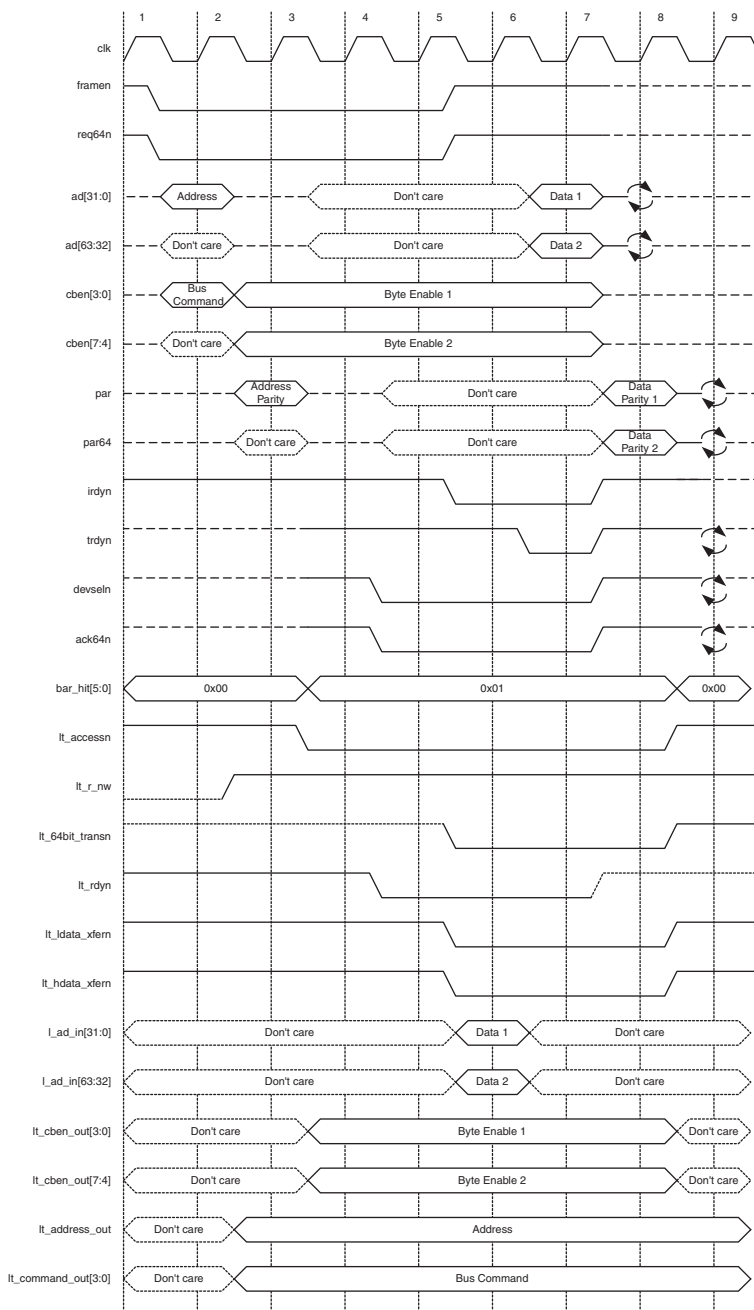 1 2 3 4 5 6 7 8 9
clk
framen
req64n
ad[31:0] Address Don't care Data 1
ad[63:32] Don't care Don't care Data 2
cben[3:0] Bus Command Byte Enable 1
cben[7:4] Don't care Byte Enable 2
par Address Parity Don't care Data Parity 1
par64 Don't care Don't care Data Parity 2
irdyn
trdyn
devseln
ack64n
bar_hit[5:0] 0x00 0x01 0x00
lt_accessn
lt_r_nw
lt_64bit_transn
lt_rdyn
lt_ldata_xfern
lt_hdata_xfern
l_ad_in[31:0] Don't care Data 1 Don't care
l_ad_in[63:32] Don't care Data 2 Don't care
lt_cben_out[3:0] Don't care Byte Enable 1 Don't care
lt_cben_out[7:4] Don't care Byte Enable 2 Don't care
lt_address_out Don't care Address
lt_command_out[3:0] Don't care Bus Command